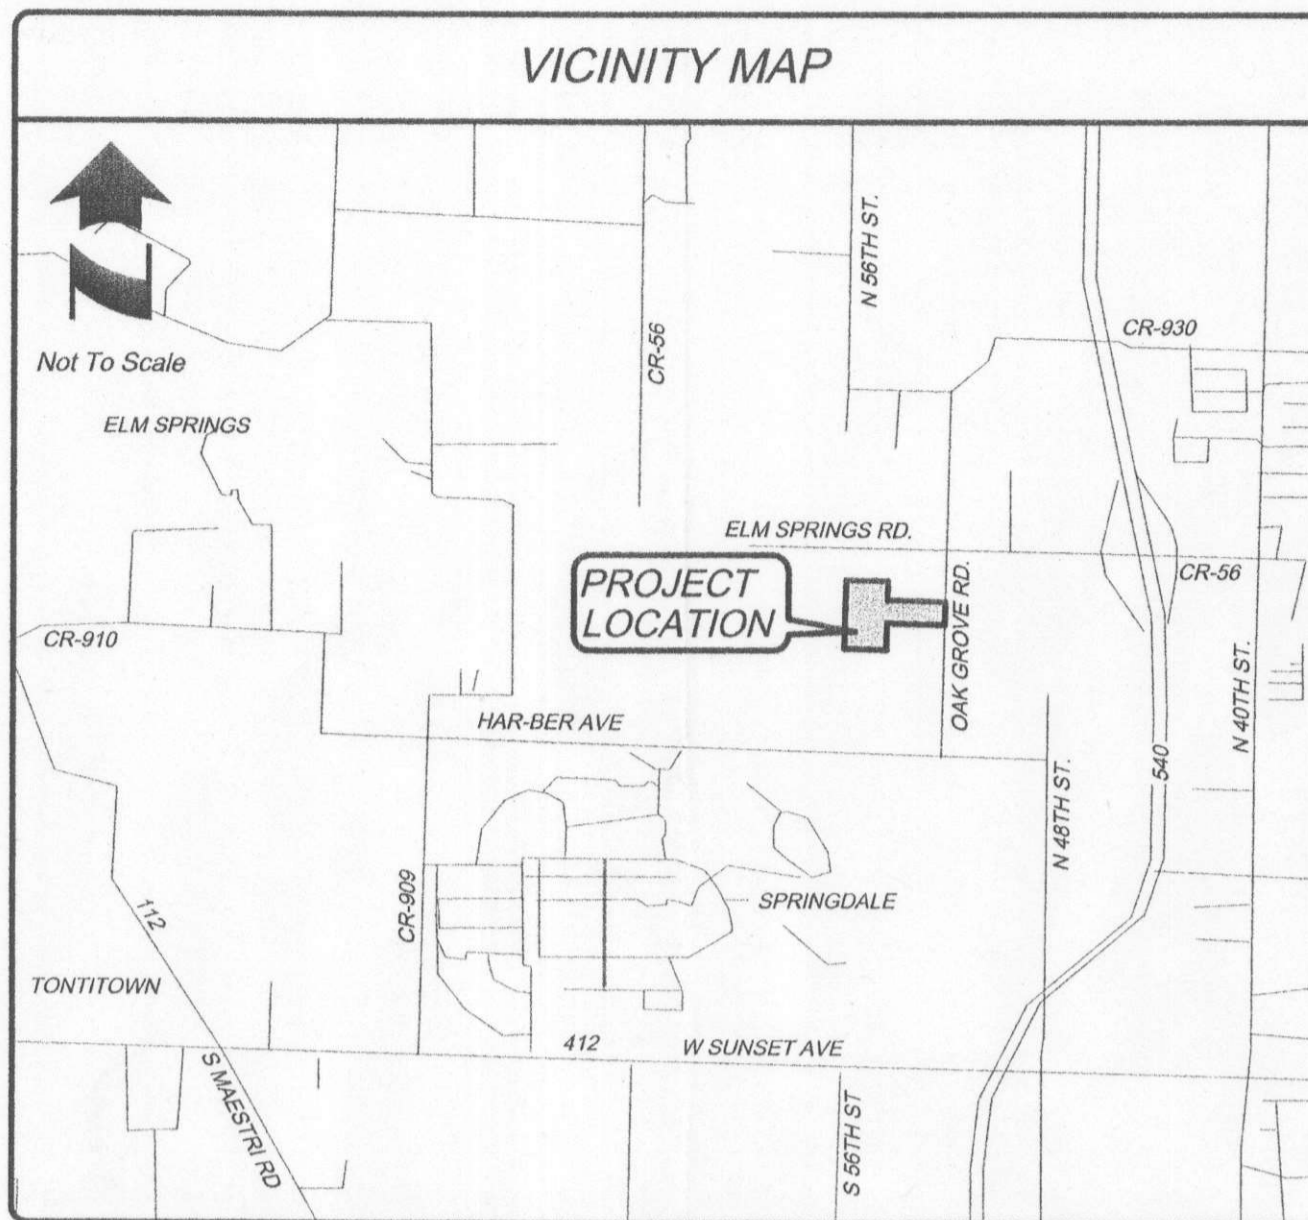 VICINITY MAP
N 56TH ST.
CR-56
CR-930
Not To Scale
ELM SPRINGS
ELM SPRINGS RD.
PROJECT
LOCATION
CR-56
OAK GROVE RD.
CR-910
N 40TH ST.
HAR-BER AVE
540
N 48TH ST.
CR-909
SPRINGDALE
112
TONTITOWN
412
W SUNSET AVE
S MAESTRI RD
S 56TH ST